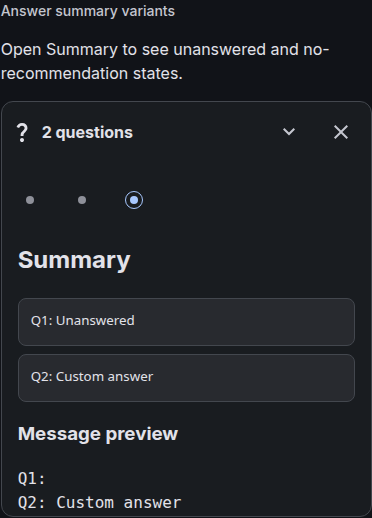 Answer summary variants
Open Summary to see unanswered and no-
recommendation states.
? 2 questions
Summary
Q1: Unanswered
Q2: Custom answer
Message preview
Q1:
Q2: Custom answer